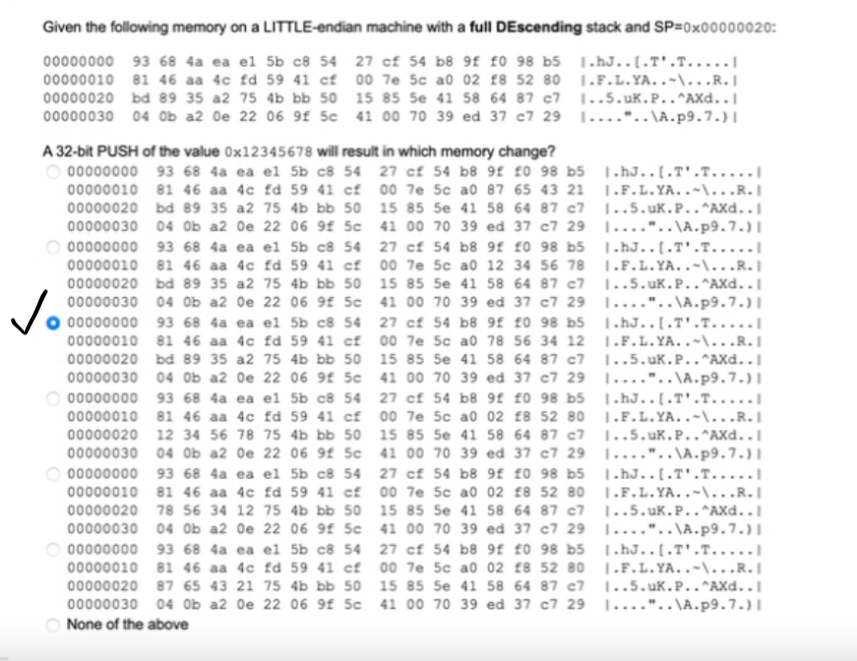 Given the following memory on a LITTLE-endian machine with a full DEscending stack and SP=0x00000020:
00000000 93 68 4a ea e1 5b c8 54 27 cf 54 b8 9f f0 98 b5 |.hJ..[.T'.T.....|
00000010 81 46 aa 4c fd 59 41 cf 00 7e 5c a0 02 f8 52 80 |.F.L.YA..~\...R.|
00000020 bd 89 35 a2 75 4b bb 50 15 85 5e 41 58 64 87 c7 |..5.uK.P..^AXd..|
00000030 04 0b a2 0e 22 06 9f 5c 41 00 70 39 ed 37 c7 29 |...."..\A.p9.7.)|
A 32-bit PUSH of the value 0x12345678 will result in which memory change?
00000000 93 68 4a ea e1 5b c8 54 27 cf 54 b8 9f f0 98 b5 |.hJ..[.T'.T.....|
00000010 81 46 aa 4c fd 59 41 cf 00 7e 5c a0 87 65 43 21 |.F.L.YA..~\...R.|
00000020 bd 89 35 a2 75 4b bb 50 15 85 5e 41 58 64 87 c7 |..5.uK.P..^AXd..|
00000030 04 0b a2 0e 22 06 9f 5c 41 00 70 39 ed 37 c7 29 |...."..\A.p9.7.)|
00000000 93 68 4a ea e1 5b c8 54 27 cf 54 b8 9f f0 98 b5 |.hJ..[.T'.T.....|
00000010 81 46 aa 4c fd 59 41 cf 00 7e 5c a0 12 34 56 78 |.F.L.YA..~\...R.|
00000020 bd 89 35 a2 75 4b bb 50 15 85 5e 41 58 64 87 c7 |..5.uK.P..^AXd..|
00000030 04 0b a2 0e 22 06 9f 5c 41 00 70 39 ed 37 c7 29 |...."..\A.p9.7.)|
00000000 93 68 4a ea e1 5b c8 54 27 cf 54 b8 9f f0 98 b5 |.hJ..[.T'.T.....|
00000010 81 46 aa 4c fd 59 41 cf 00 7e 5c a0 78 56 34 12 |.F.L.YA..~\...R.|
00000020 bd 89 35 a2 75 4b bb 50 15 85 5e 41 58 64 87 c7 |..5.uK.P..^AXd..|
00000030 04 0b a2 0e 22 06 9f 5c 41 00 70 39 ed 37 c7 29 |...."..\A.p9.7.)|
00000000 93 68 4a ea e1 5b c8 54 27 cf 54 b8 9f f0 98 b5 |.hJ..[.T'.T.....|
00000010 81 46 aa 4c fd 59 41 cf 00 7e 5c a0 02 f8 52 80 |.F.L.YA..~\...R.|
00000020 12 34 56 78 75 4b bb 50 15 85 5e 41 58 64 87 c7 |..5.uK.P..^AXd..|
00000030 04 0b a2 0e 22 06 9f 5c 41 00 70 39 ed 37 c7 29 |...."..\A.p9.7.)|
00000000 93 68 4a ea e1 5b c8 54 27 cf 54 b8 9f f0 98 b5 |.hJ..[.T'.T.....|
00000010 81 46 aa 4c fd 59 41 cf 00 7e 5c a0 02 f8 52 80 |.F.L.YA..~\...R.|
00000020 78 56 34 12 75 4b bb 50 15 85 5e 41 58 64 87 c7 |..5.uK.P..^AXd..|
00000030 04 0b a2 0e 22 06 9f 5c 41 00 70 39 ed 37 c7 29 |...."..\A.p9.7.)|
00000000 93 68 4a ea e1 5b c8 54 27 cf 54 b8 9f f0 98 b5 |.hJ..[.T'.T.....|
00000010 81 46 aa 4c fd 59 41 cf 00 7e 5c a0 02 f8 52 80 |.F.L.YA..~\...R.|
00000020 87 65 43 21 75 4b bb 50 15 85 5e 41 58 64 87 c7 |..5.uK.P..^AXd..|
00000030 04 0b a2 0e 22 06 9f 5c 41 00 70 39 ed 37 c7 29 |...."..\A.p9.7.)|
None of the above